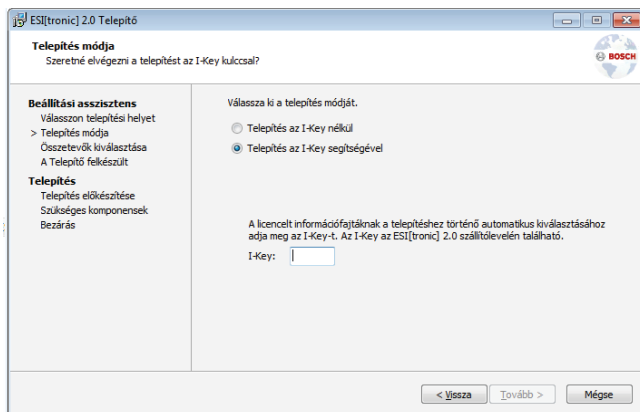 ESI[tronic] 2.0 Telepítő
Telepítés módja
Szeretné elvégezni a telepítést az I-Key kulccsal?
BOSCH
Beállítási asszisztens
Válasszon telepítési helyet
> Telepítés módja
Összetevők kiválasztása
A Telepítő felkészült
Telepítés
Telepítés előkészítése
Szükséges komponensek
Bezárás
Válassza ki a telepítés módját.
Telepítés az I-Key nélkül
Telepítés az I-Key segítségével
A licencelt információfajtáknak a telepítéshez történő automatikus kiválasztásához
adja meg az I-Key-t. Az I-Key az ESI[tronic] 2.0 szállítólevelén található.
I-Key:
< Vissza
Tovább >
Mégse